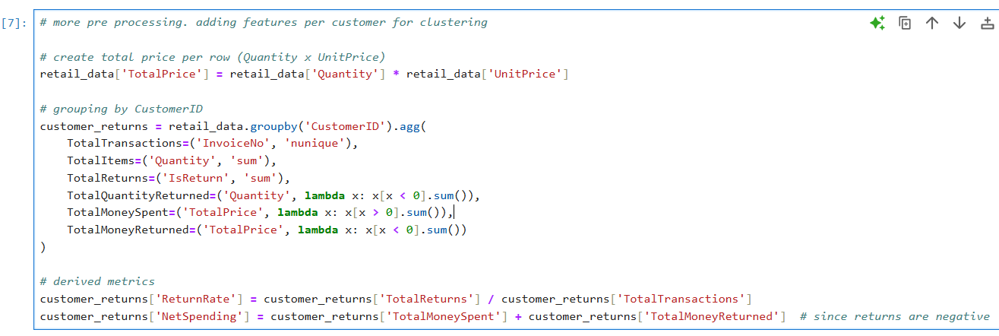 [7]:
# more pre processing. adding features per customer for clustering
# create total price per row (Quantity x UnitPrice)
retail_data['TotalPrice'] = retail_data['Quantity'] * retail_data['UnitPrice']
# grouping by CustomerID
customer_returns = retail_data.groupby('CustomerID').agg(
    TotalTransactions=('InvoiceNo', 'nunique'),
    TotalItems=('Quantity', 'sum'),
    TotalReturns=('IsReturn', 'sum'),
    TotalQuantityReturned=('Quantity', lambda x: x[x < 0].sum()),
    TotalMoneySpent=('TotalPrice', lambda x: x[x > 0].sum()),
    TotalMoneyReturned=('TotalPrice', lambda x: x[x < 0].sum())
)
# derived metrics
customer_returns['ReturnRate'] = customer_returns['TotalReturns'] / customer_returns['TotalTransactions']
customer_returns['NetSpending'] = customer_returns['TotalMoneySpent'] + customer_returns['TotalMoneyReturned']  # since returns are negative